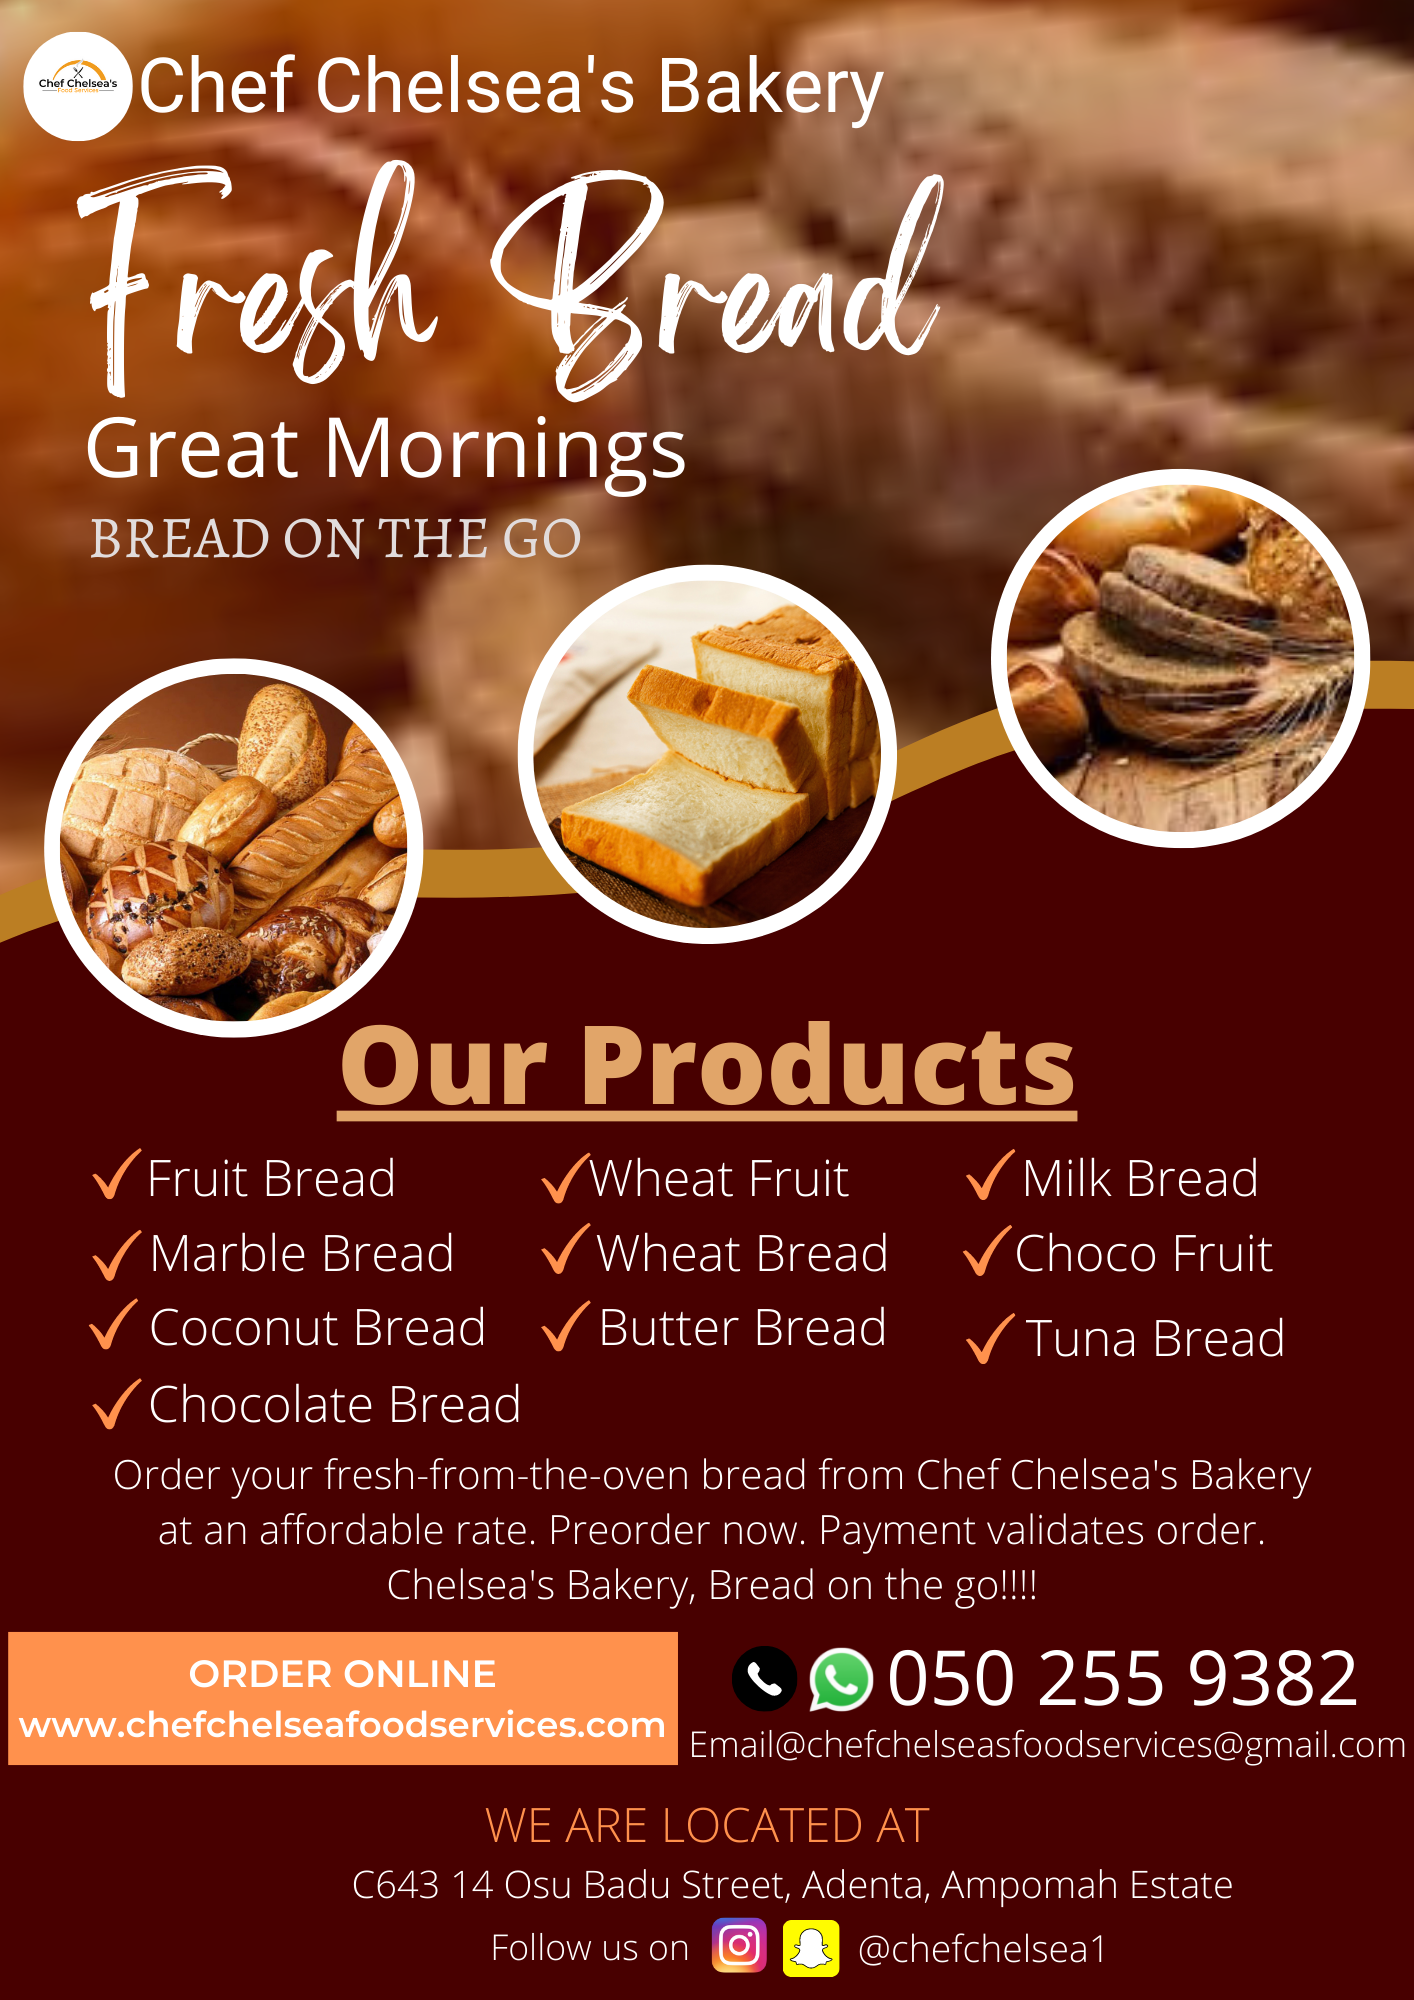 Chef Chelsea's
Food Services
Chef Chelsea's Bakery
Fresh Bread
Great Mornings
BREAD ON THE GO
Our Products
Fruit Bread
Marble Bread
Coconut Bread
Chocolate Bread
Wheat Fruit
Wheat Bread
Butter Bread
Milk Bread
Choco Fruit
Tuna Bread
Order your fresh-from-the-oven bread from Chef Chelsea's Bakery
at an affordable rate. Preorder now. Payment validates order.
Chelsea's Bakery, Bread on the go!!!!
ORDER ONLINE
www.chefchelseafoodservices.com
050 255 9382
Email@chefchelseasfoodservices@gmail.com
WE ARE LOCATED AT
C643 14 Osu Badu Street, Adenta, Ampomah Estate
Follow us on @chefchelsea1